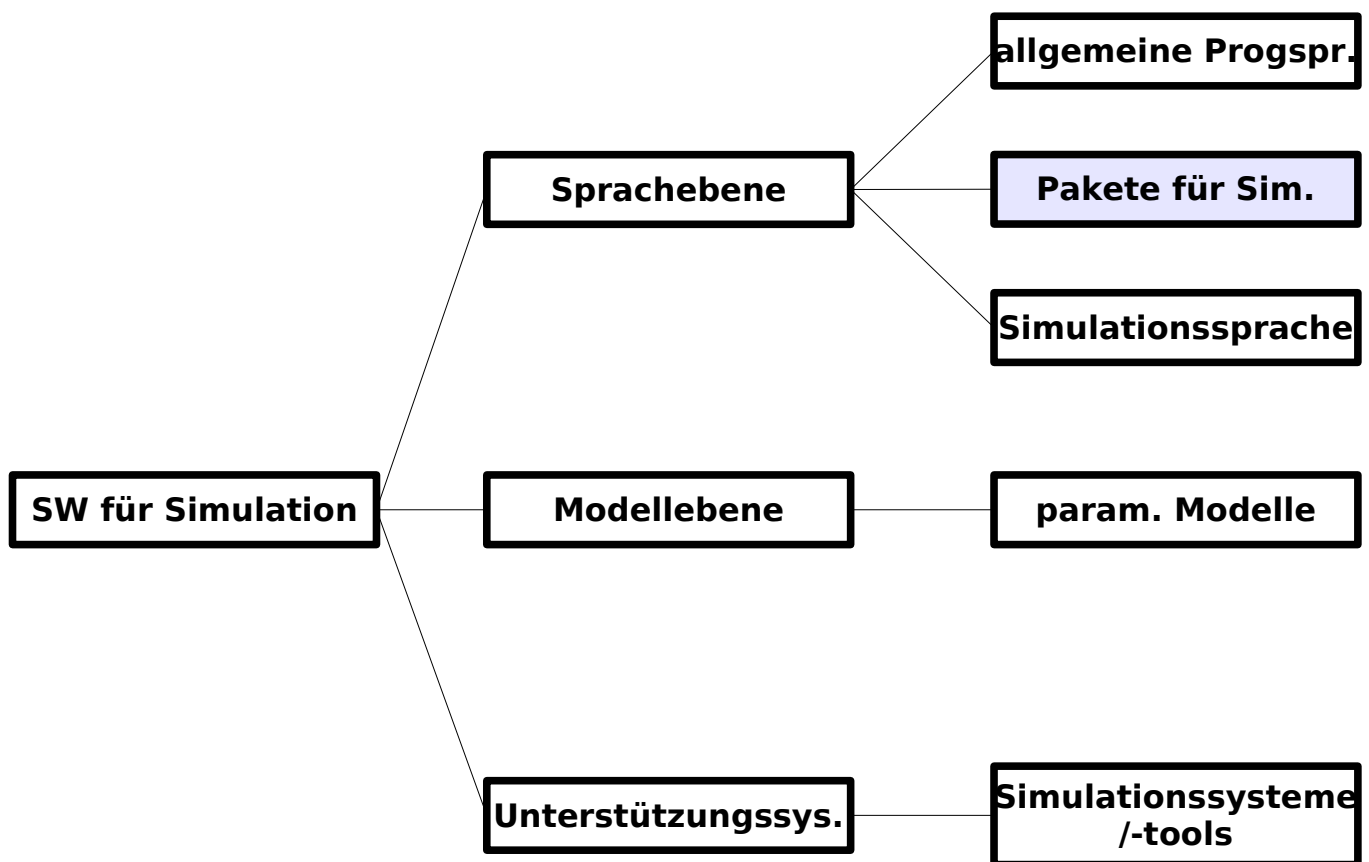 allgemeine Progspr.
Sprachebene
Pakete für Sim.
Simulationssprache
SW für Simulation
Modellebene
param. Modelle
Unterstützungssys.
Simulationssysteme
/-tools